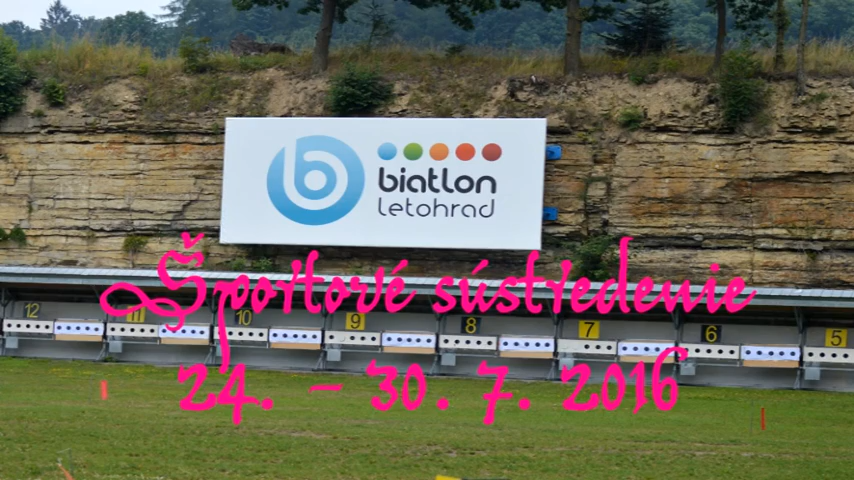 biatlon
letohrad
Športové sústredenie
12 11 10 9 8 7 6 5
24. - 30. 7. 2016